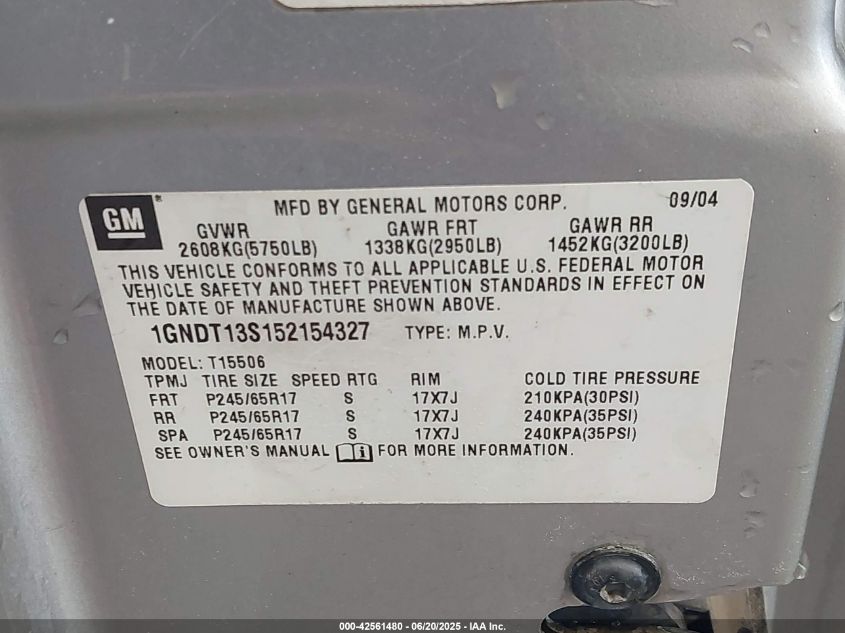 GM
MFD BY GENERAL MOTORS CORP. 09/04
GVWR GAWR FRT GAWR RR
2608KG(5750LB) 1338KG(2950LB) 1452KG(3200LB)
THIS VEHICLE CONFORMS TO ALL APPLICABLE U.S. FEDERAL MOTOR
VEHICLE SAFETY AND THEFT PREVENTION STANDARDS IN EFFECT ON
THE DATE OF MANUFACTURE SHOWN ABOVE.
1GNDT13S152154327 TYPE: M.P.V.
MODEL: T15506
TPMJ TIRE SIZE SPEED RTG RIM COLD TIRE PRESSURE
FRT P245/65R17 S 17X7J 210KPA(30PSI)
RR P245/65R17 S 17X7J 240KPA(35PSI)
SPA P245/65R17 S 17X7J 240KPA(35PSI)
SEE OWNER'S MANUAL i FOR MORE INFORMATION.
000-42561480 - 06/20/2025 - IAA Inc.